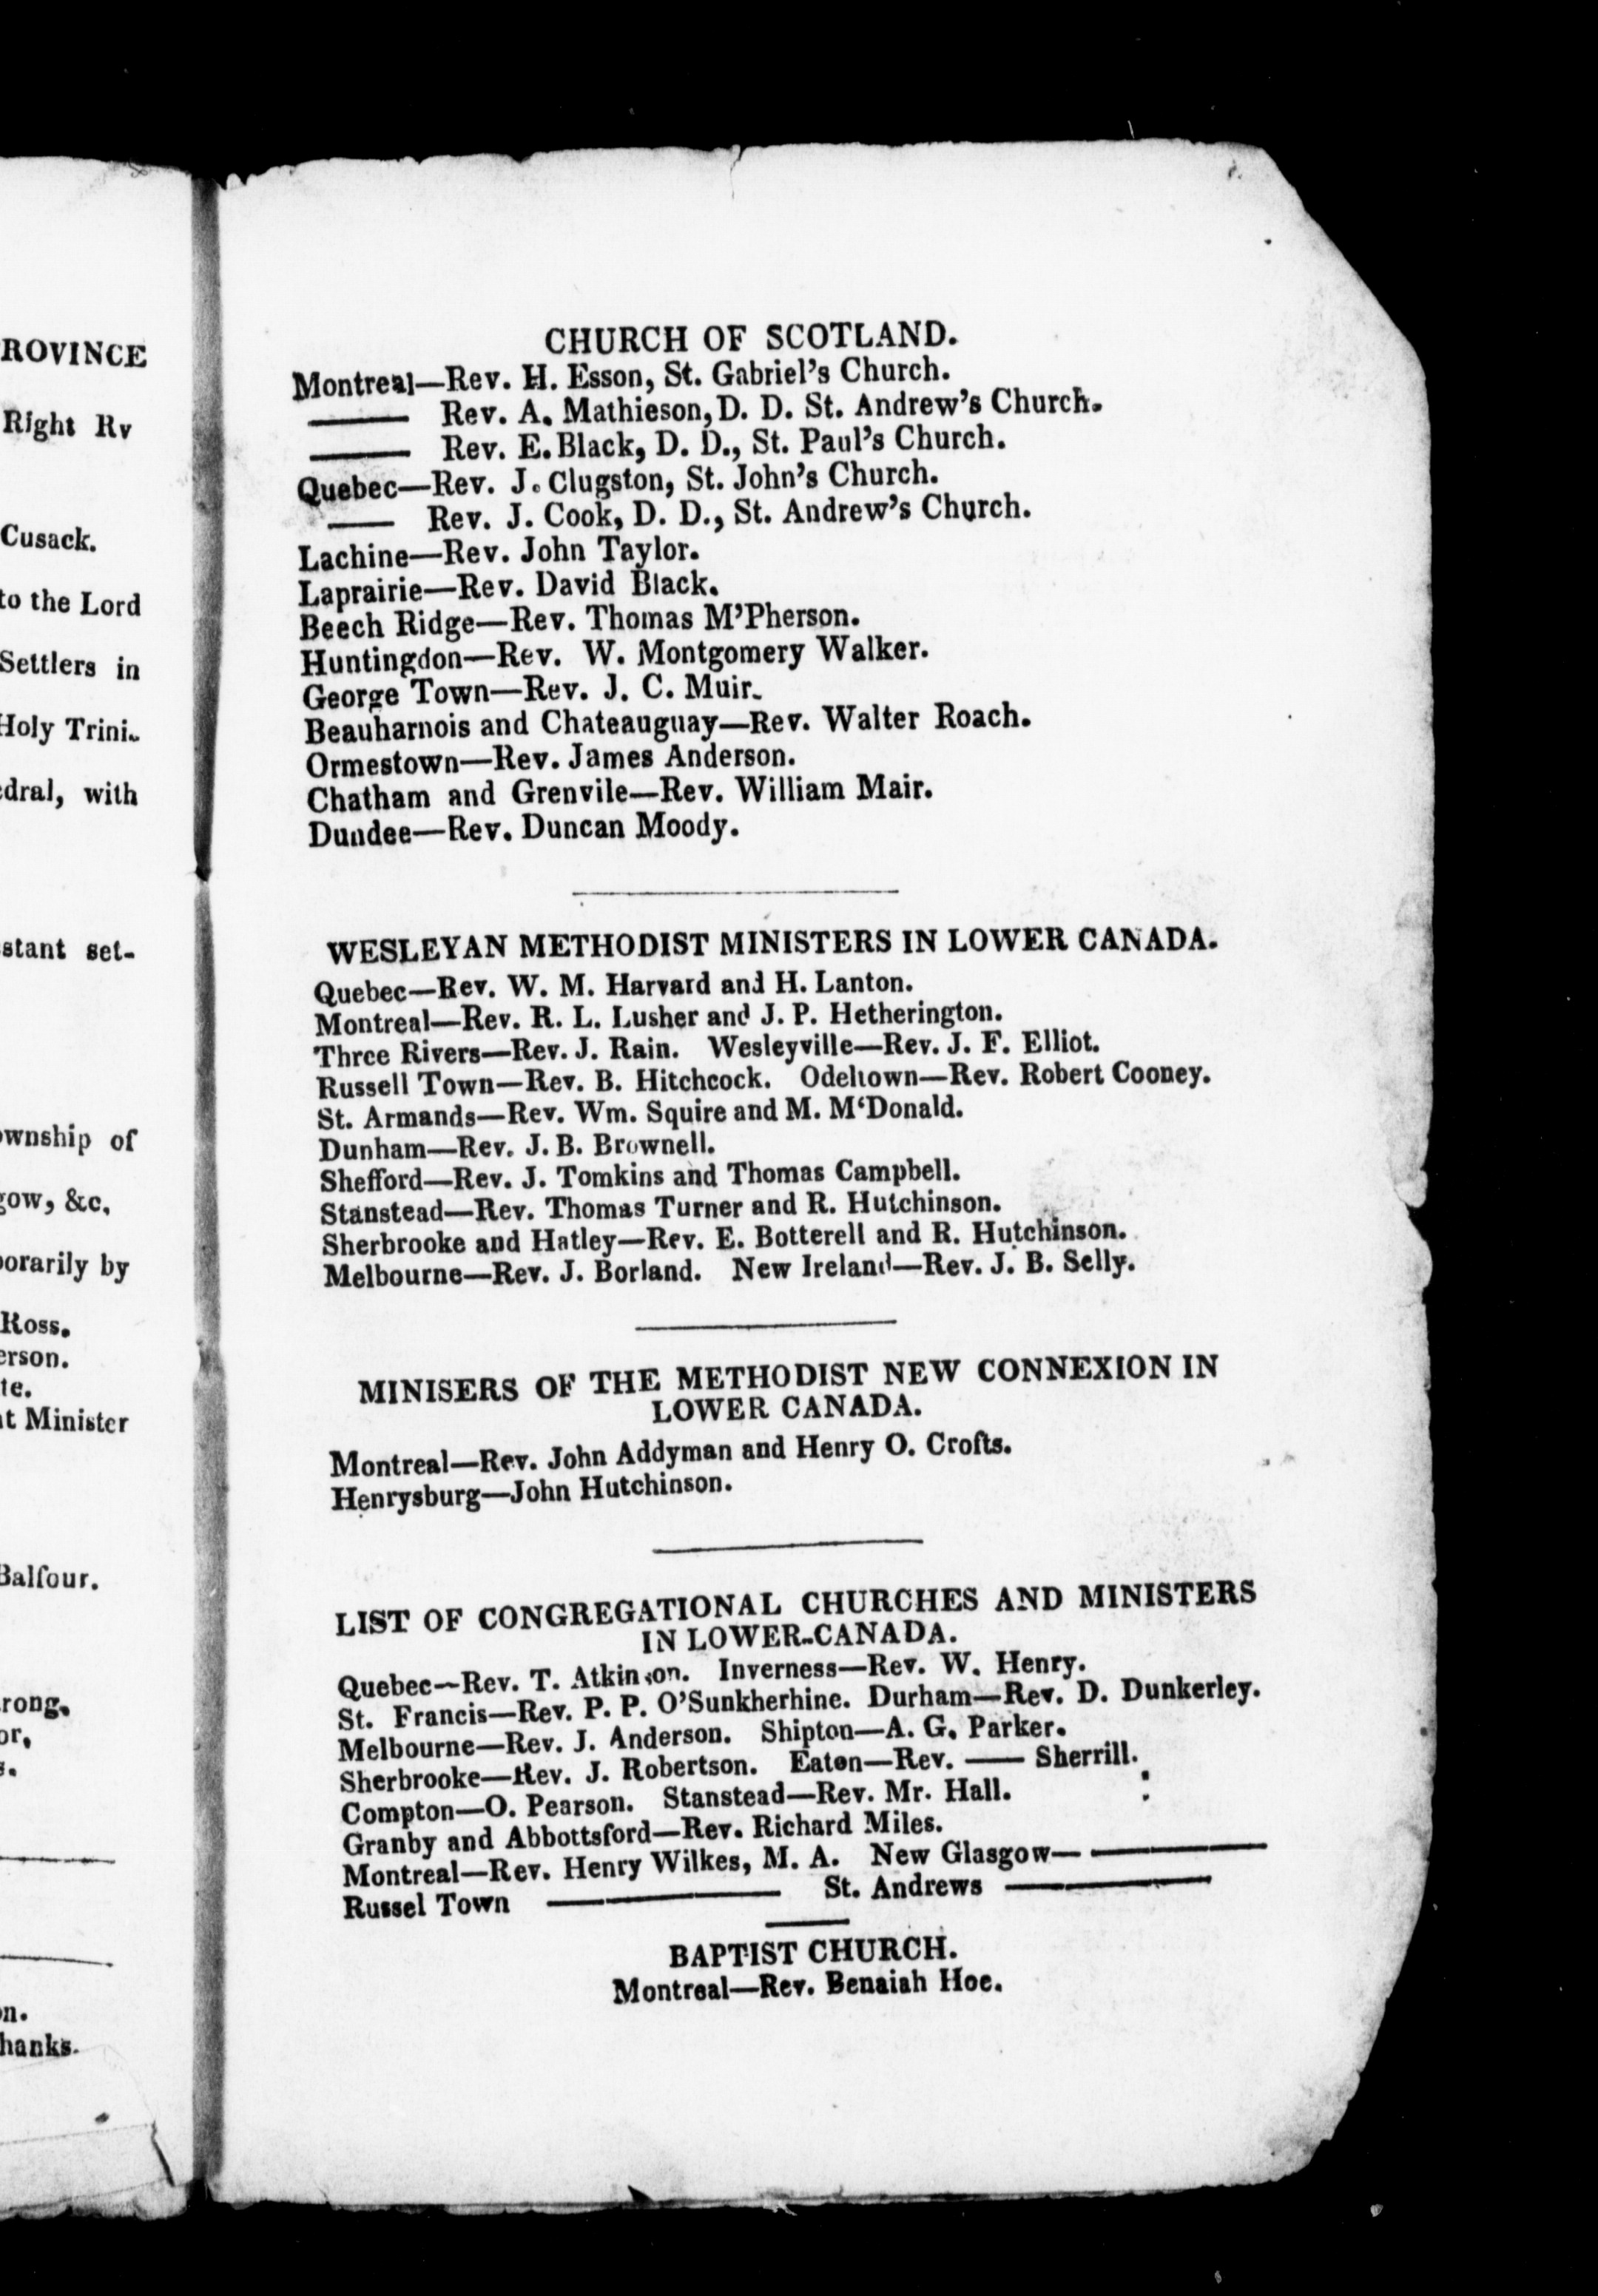 ROVINCE
Right Rv
Cusack.
to the Lord
Settlers in
Holy Trini-
dral, with
stant set-
wnship of
gow, &c.
orarily by
Ross.
erson.
te.
t Minister
Balfour.
rong,
or,
s.
n.
hanks.
CHURCH OF SCOTLAND.
Montreal—Rev. H. Esson, St. Gabriel's Church.
—— Rev. A. Mathieson, D. D. St. Andrew's Church.
—— Rev. E. Black, D. D., St. Paul's Church.
Quebec—Rev. J. Clugston, St. John's Church.
—— Rev. J. Cook, D. D., St. Andrew's Church.
Lachine—Rev. John Taylor.
Laprairie—Rev. David Black.
Beech Ridge—Rev. Thomas M'Pherson.
Huntingdon—Rev. W. Montgomery Walker.
George Town—Rev. J. C. Muir.
Beauharnois and Chateauguay—Rev. Walter Roach.
Ormestown—Rev. James Anderson.
Chatham and Grenvile—Rev. William Mair.
Dundee—Rev. Duncan Moody.
WESLEYAN METHODIST MINISTERS IN LOWER CANADA.
Quebec—Rev. W. M. Harvard and H. Lanton.
Montreal—Rev. R. L. Lusher and J. P. Hetherington.
Three Rivers—Rev. J. Rain. Wesleyville—Rev. J. F. Elliot.
Russell Town—Rev. B. Hitchcock. Odeltown—Rev. Robert Cooney.
St. Armands—Rev. Wm. Squire and M. M‘Donald.
Dunham—Rev. J. B. Brownell.
Shefford—Rev. J. Tomkins and Thomas Campbell.
Stanstead—Rev. Thomas Turner and R. Hutchinson.
Sherbrooke and Hatley—Rev. E. Botterell and R. Hutchinson.
Melbourne—Rev. J. Borland. New Ireland—Rev. J. B. Selly.
MINISERS OF THE METHODIST NEW CONNEXION IN
LOWER CANADA.
Montreal—Rev. John Addyman and Henry O. Crofts.
Henrysburg—John Hutchinson.
LIST OF CONGREGATIONAL CHURCHES AND MINISTERS
IN LOWER-CANADA.
Quebec—Rev. T. Atkinson. Inverness—Rev. W. Henry.
St. Francis—Rev. P. P. O'Sunkherhine. Durham—Rev. D. Dunkerley.
Melbourne—Rev. J. Anderson. Shipton—A. G. Parker.
Sherbrooke—Rev. J. Robertson. Eaton—Rev. —— Sherrill.
Compton—O. Pearson. Stanstead—Rev. Mr. Hall.
Granby and Abbottsford—Rev. Richard Miles.
Montreal—Rev. Henry Wilkes, M. A. New Glasgow— ———
Russel Town ———— St. Andrews ————
BAPTIST CHURCH.
Montreal—Rev. Benaiah Hoe.